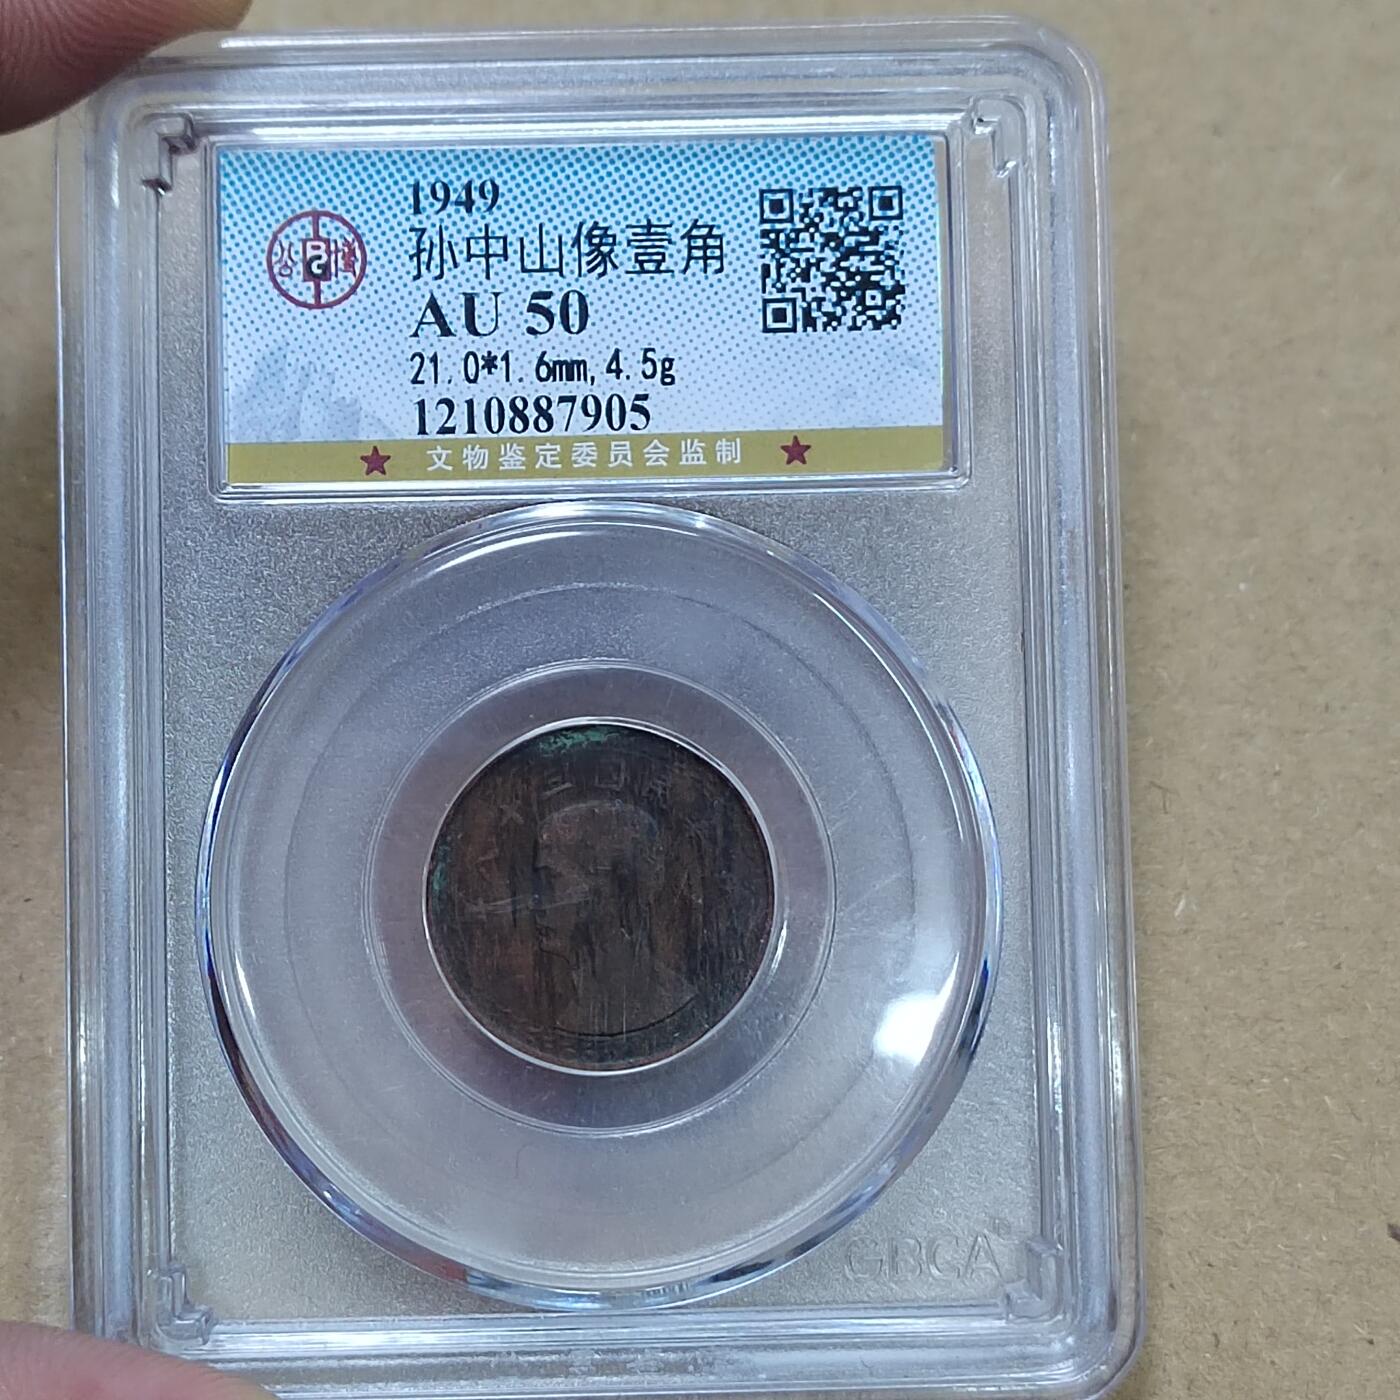 1949
孙中山像壹角
AU 50
21.0*1.6mm,4.5g
1210887905
文物鉴定委员会监制
GBCA